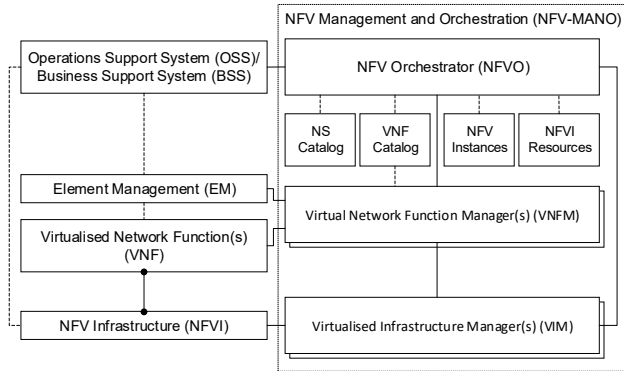 NFV Management and Orchestration (NFV-MANO)
Operations Support System (OSS)/
Business Support System (BSS)
NFV Orchestrator (NFVO)
NS
Catalog
VNF
Catalog
NFV
Instances
NFVI
Resources
Element Management (EM)
Virtual Network Function Manager(s) (VNFM)
Virtualised Network Function(s)
(VNF)
NFV Infrastructure (NFVI)
Virtualised Infrastructure Manager(s) (VIM)